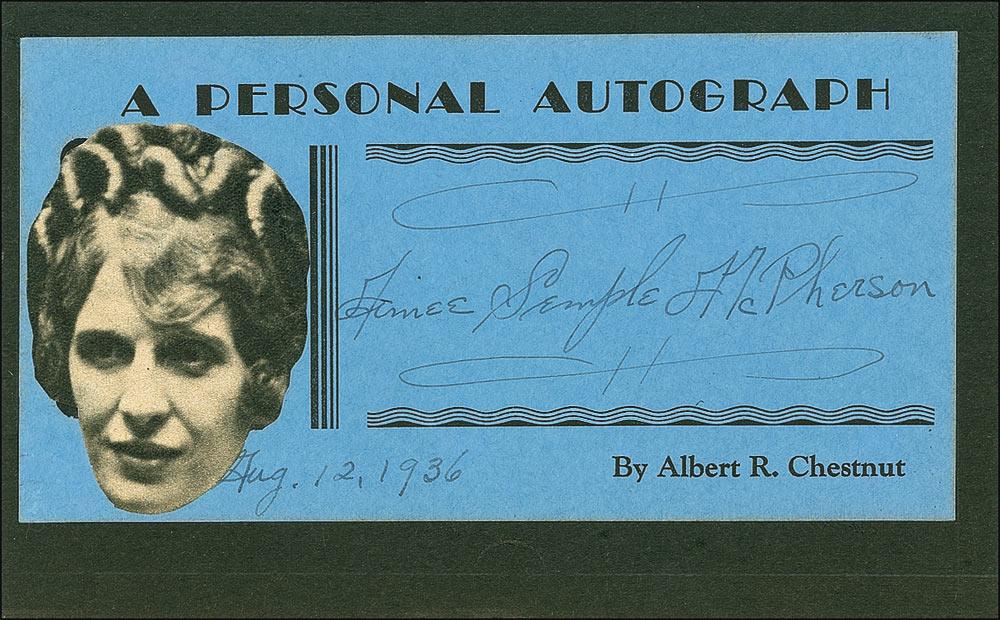 A PERSONAL AUTOGRAPH
Aimee Semple McPherson
Aug. 12, 1936
By Albert R. Chestnut